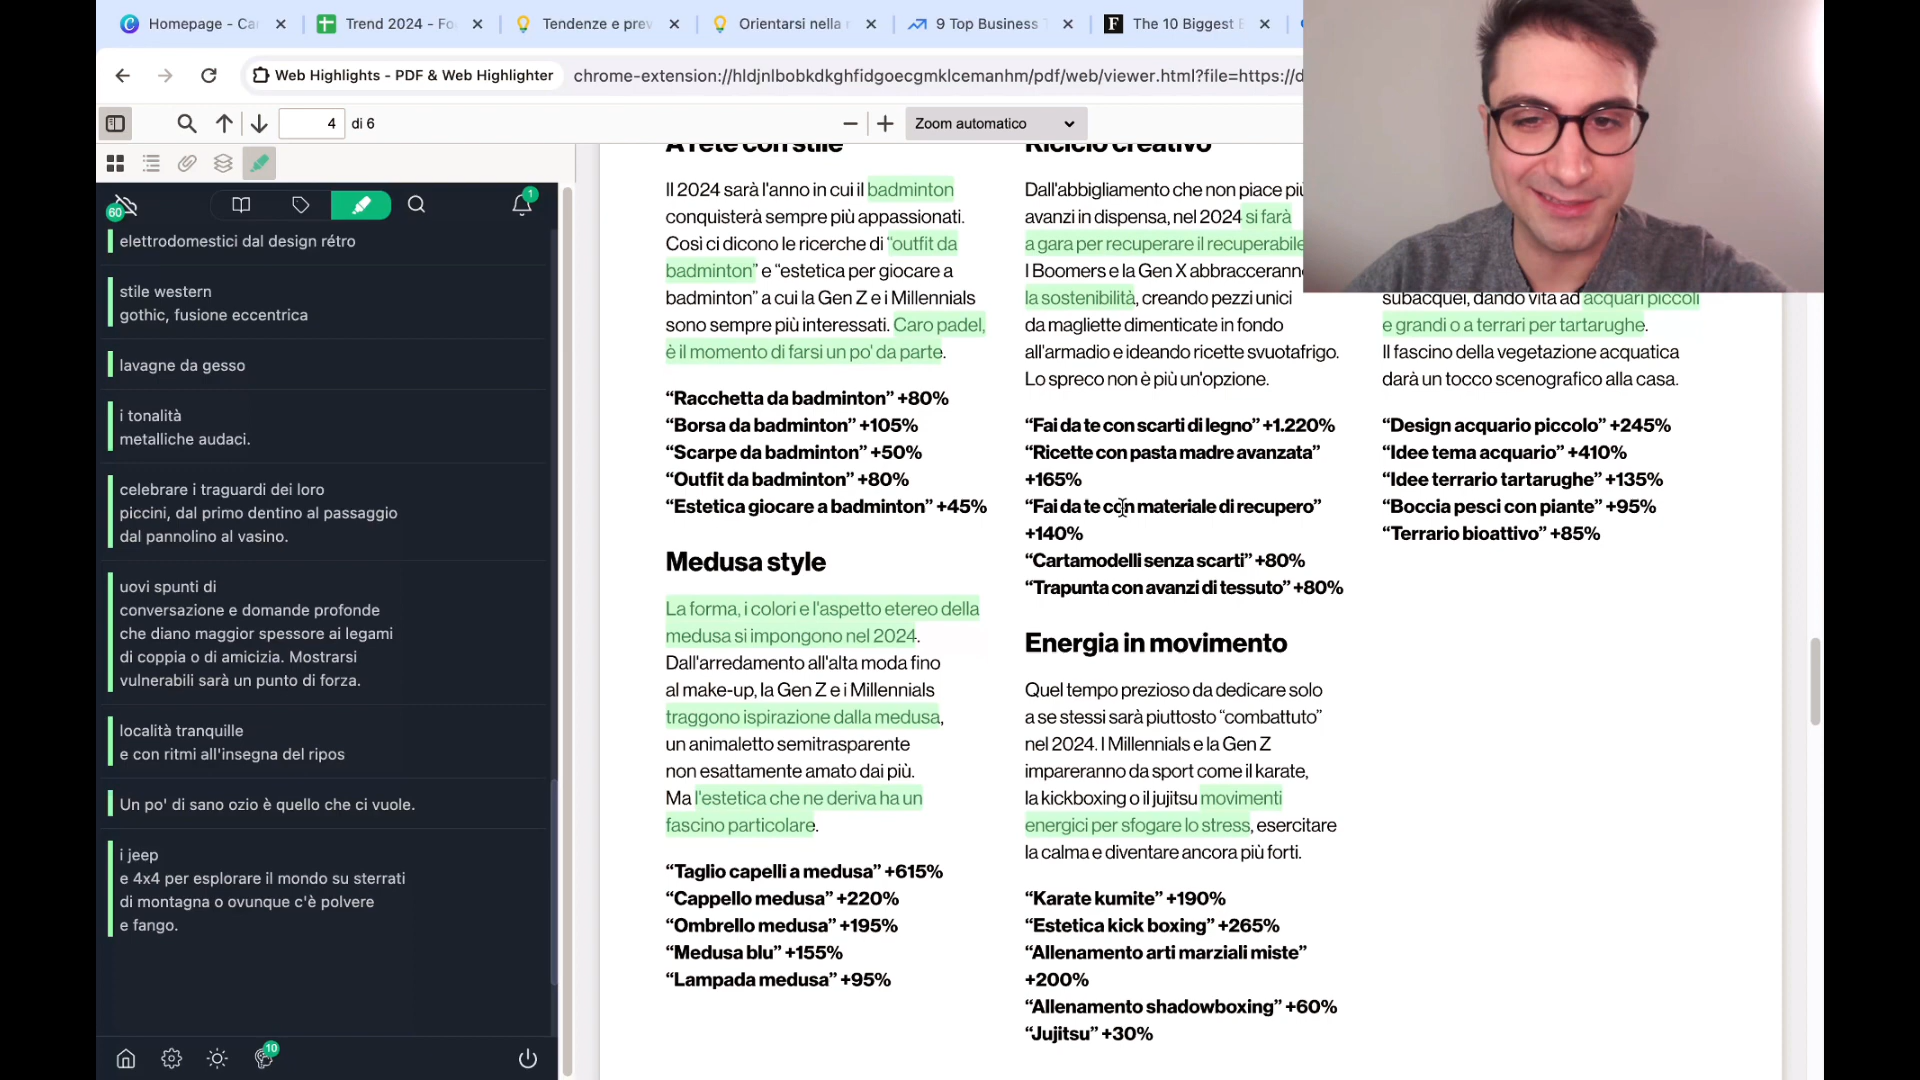 Homepage - Ca
Trend 2024 - Fo
Tendenze e prev
Orientarsi nella
9 Top Business T
The 10 Biggest
Web Highlights - PDF & Web Highlighter
chrome-extension://hldjnlbobkdkghfidgoecgmklcemanhm/pdf/web/viewer.html?file=https://d
4 di 6
Zoom automatico
60
1
elettrodomestici dal design rétro
stile western
gothic, fusione eccentrica
lavagne da gesso
i tonalità
metalliche audaci.
celebrare i traguardi dei loro
piccini, dal primo dentino al passaggio
dal pannolino al vasino.
uovi spunti di
conversazione e domande profonde
che diano maggior spessore ai legami
di coppia o di amicizia. Mostrarsi
vulnerabili sarà un punto di forza.
località tranquille
e con ritmi all'insegna del ripos
Un po' di sano ozio è quello che ci vuole.
i jeep
e 4x4 per esplorare il mondo su sterrati
di montagna o ovunque c'è polvere
e fango.
10
A rete con stile
Il 2024 sarà l'anno in cui il badminton
conquisterà sempre più appassionati.
Così ci dicono le ricerche di “outfit da
badminton” e “estetica per giocare a
badminton” a cui la Gen Z e i Millennials
sono sempre più interessati. Caro padel,
è il momento di farsi un po' da parte.
“Racchetta da badminton” +80%
“Borsa da badminton” +105%
“Scarpe da badminton” +50%
“Outfit da badminton” +80%
“Estetica giocare a badminton” +45%
Medusa style
La forma, i colori e l'aspetto etereo della
medusa si impongono nel 2024.
Dall'arredamento all'alta moda fino
al make-up, la Gen Z e i Millennials
traggono ispirazione dalla medusa,
un animaletto semitrasparente
non esattamente amato dai più.
Ma l'estetica che ne deriva ha un
fascino particolare.
“Taglio capelli a medusa” +615%
“Cappello medusa” +220%
“Ombrello medusa” +195%
“Medusa blu” +155%
“Lampada medusa” +95%
Riciclo creativo
Dall'abbigliamento che non piace più
avanzi in dispensa, nel 2024 si farà
a gara per recuperare il recuperabile
I Boomers e la Gen X abbracceranno
la sostenibilità, creando pezzi unici
da magliette dimenticate in fondo
all'armadio e ideando ricette svuotafrigo.
Lo spreco non è più un'opzione.
“Fai da te con scarti di legno” +1.220%
“Ricette con pasta madre avanzata”
+165%
“Fai da te con materiale di recupero”
+140%
“Cartamodelli senza scarti” +80%
“Trapunta con avanzi di tessuto” +80%
Energia in movimento
Quel tempo prezioso da dedicare solo
a se stessi sarà piuttosto “combattuto”
nel 2024. I Millennials e la Gen Z
impareranno da sport come il karate,
la kickboxing o il jujitsu movimenti
energici per sfogare lo stress, esercitare
la calma e diventare ancora più forti.
“Karate kumite” +190%
“Estetica kick boxing” +265%
“Allenamento arti marziali miste”
+200%
“Allenamento shadowboxing” +60%
“Jujitsu” +30%
subacquei, dando vita ad acquari piccoli
e grandi o a terrari per tartarughe.
Il fascino della vegetazione acquatica
darà un tocco scenografico alla casa.
“Design acquario piccolo” +245%
“Idee tema acquario” +410%
“Idee terrario tartarughe” +135%
“Boccia pesci con piante” +95%
“Terrario bioattivo” +85%